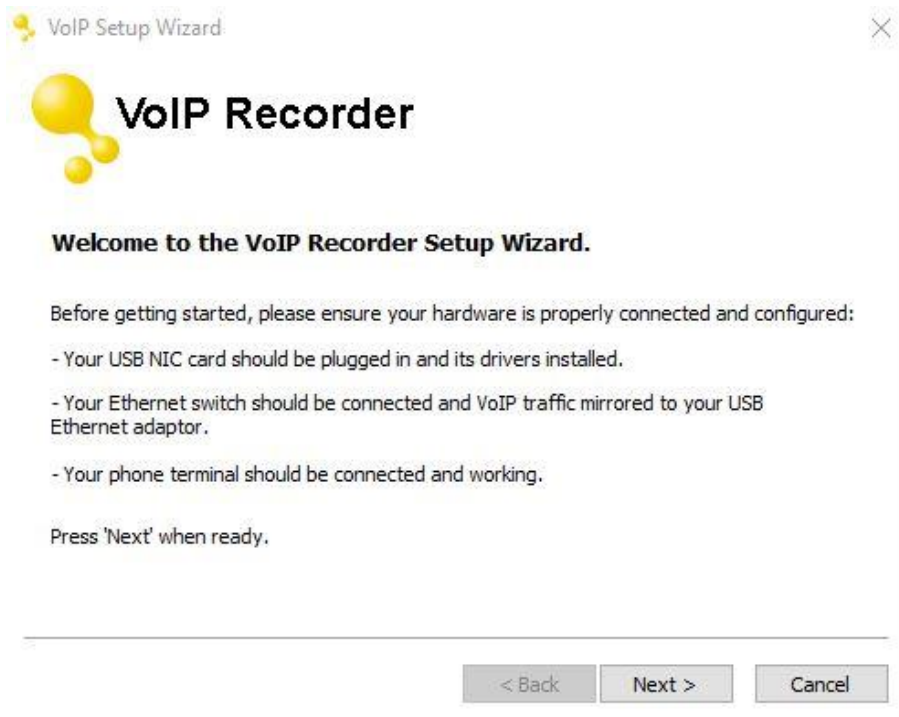 VoIP Setup Wizard
VoIP Recorder
Welcome to the VoIP Recorder Setup Wizard.
Before getting started, please ensure your hardware is properly connected and configured:
- Your USB NIC card should be plugged in and its drivers installed.
- Your Ethernet switch should be connected and VoIP traffic mirrored to your USB
Ethernet adaptor.
- Your phone terminal should be connected and working.
Press 'Next' when ready.
< Back
Next >
Cancel